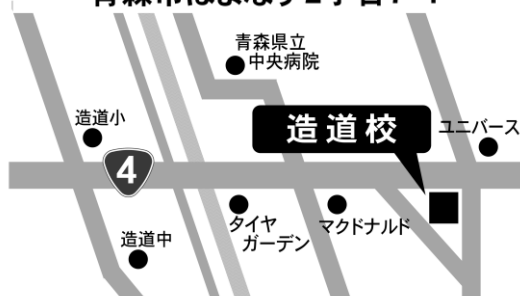 青森県立
中央病院
造道小
造道校
ユニバース
4
タイヤ
ガーデン
マクドナルド
造道中